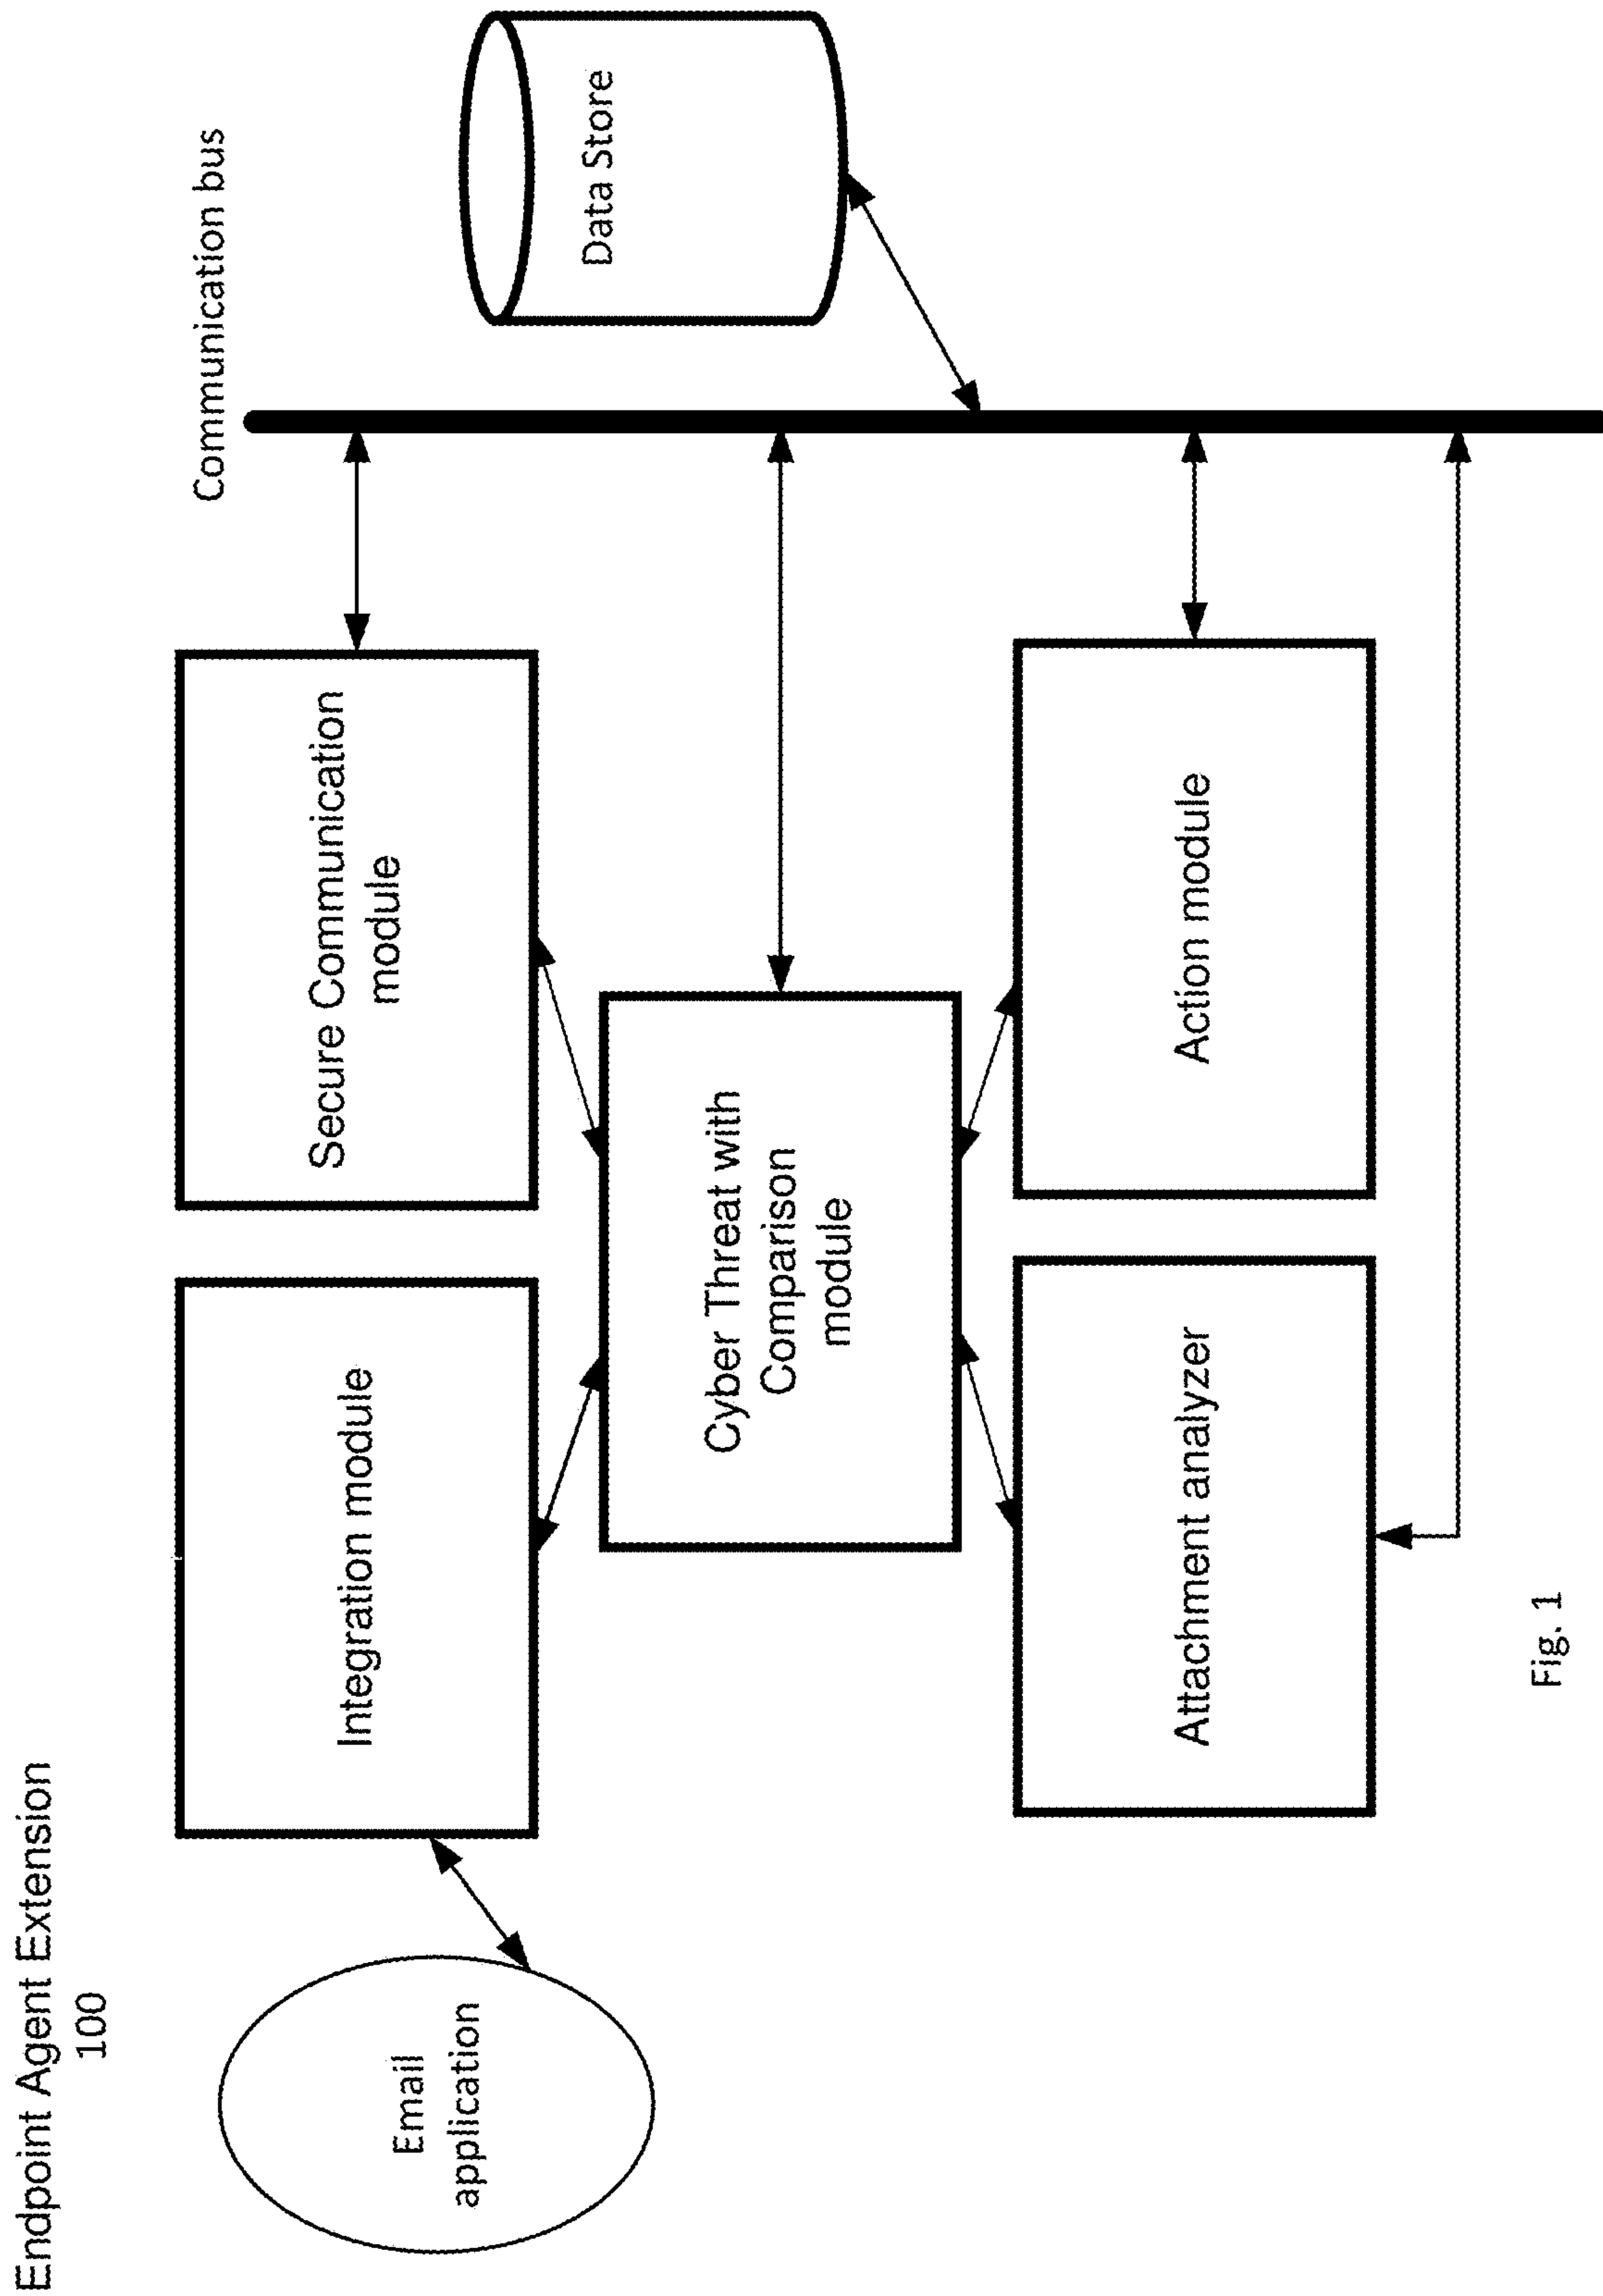 Endpoint Agent Extension
100
Email
application
Integration module
Secure Communication
module
Communication bus
Cyber Threat with
Comparison
module
Data Store
Attachment analyzer
Action module
Fig. 1